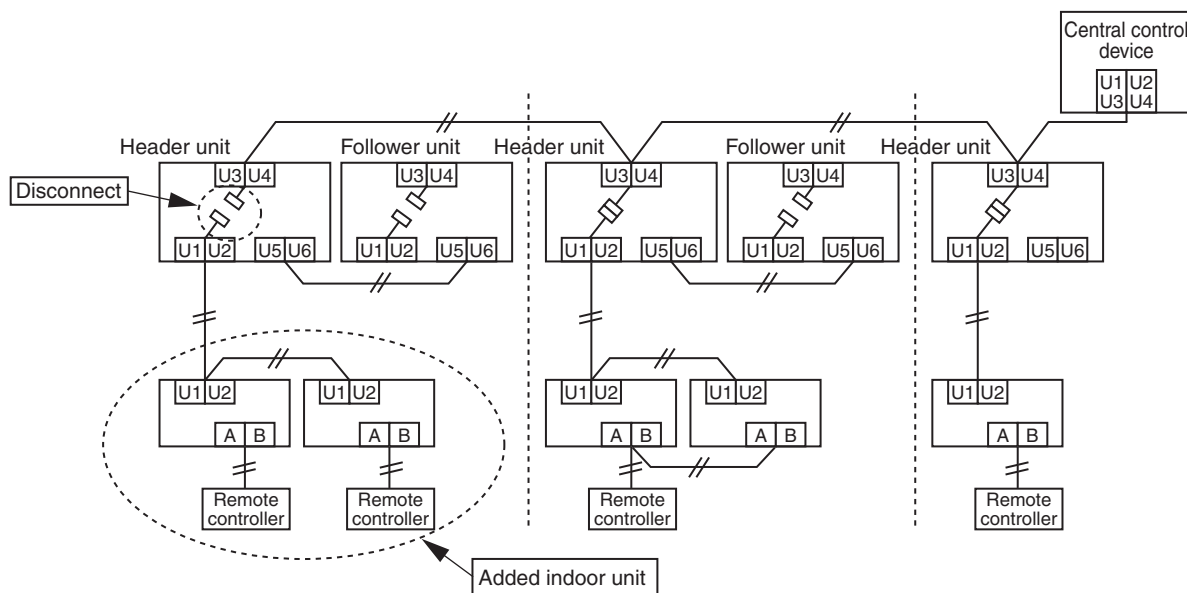 Central control
device
U1 U2
U3 U4
Header unit
Follower unit
Header unit
Follower unit
Header unit
Disconnect
U3 U4
U3 U4
U3 U4
U3 U4
U3 U4
U1 U2
U5 U6
U1 U2
U5 U6
U1 U2
U5 U6
U1 U2
U5 U6
U1 U2
U5 U6
U1 U2
U1 U2
U1 U2
U1 U2
U1 U2
A B
A B
A B
A B
A B
Remote
controller
Remote
controller
Remote
controller
Remote
controller
Added indoor unit